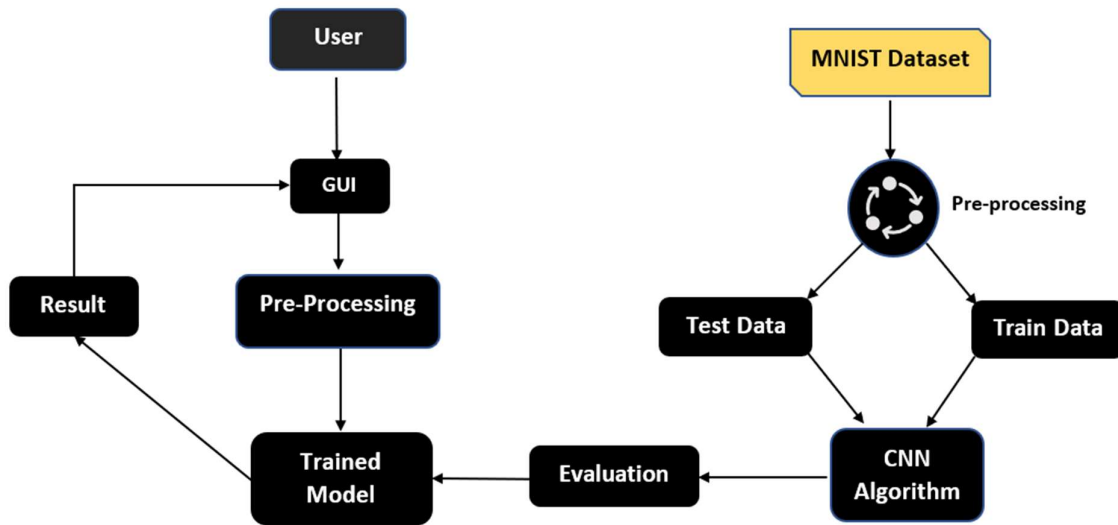 User
MNIST Dataset
GUI
Pre-processing
Result
Pre-Processing
Test Data
Train Data
Trained
Model
Evaluation
CNN
Algorithm